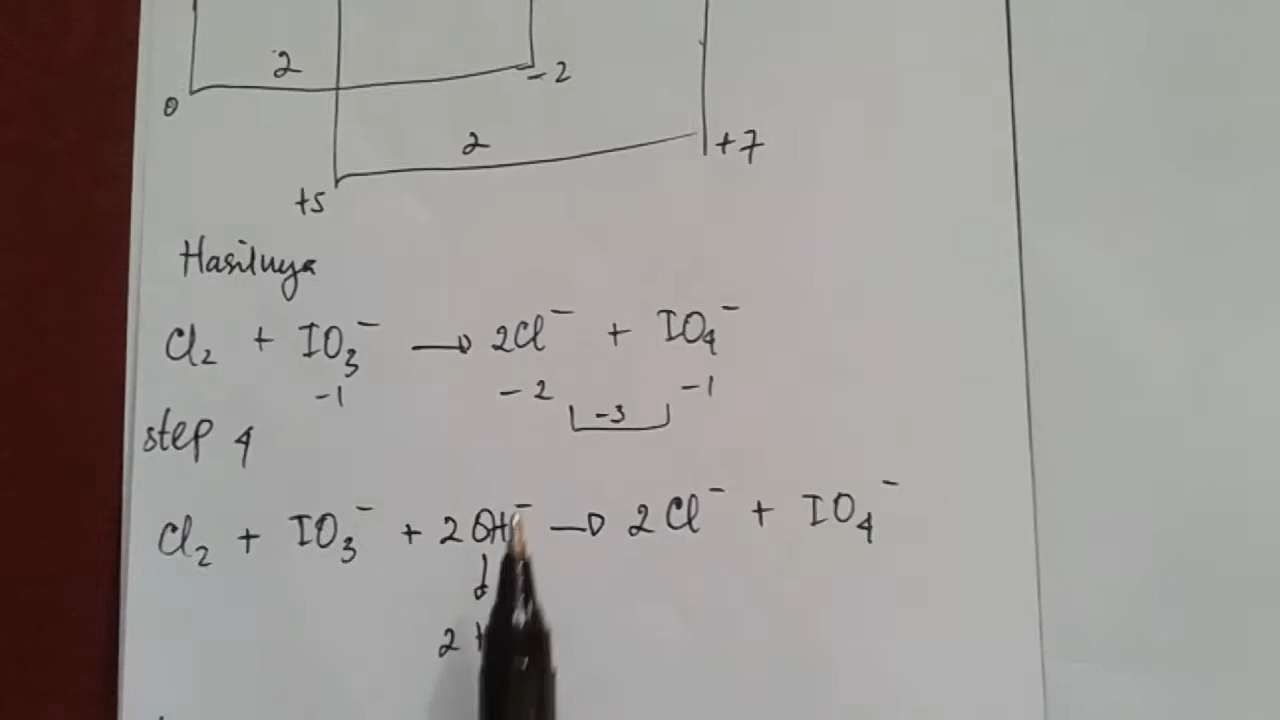 2
0
-2
2
+7
+5
Hasilnya
Cl₂ + IO₃⁻ → 2Cl⁻ + IO₄⁻
-1 -2 -3 -1
step 4
Cl₂ + IO₃⁻ + 2OH⁻ → 2Cl⁻ + IO₄⁻
↓
2